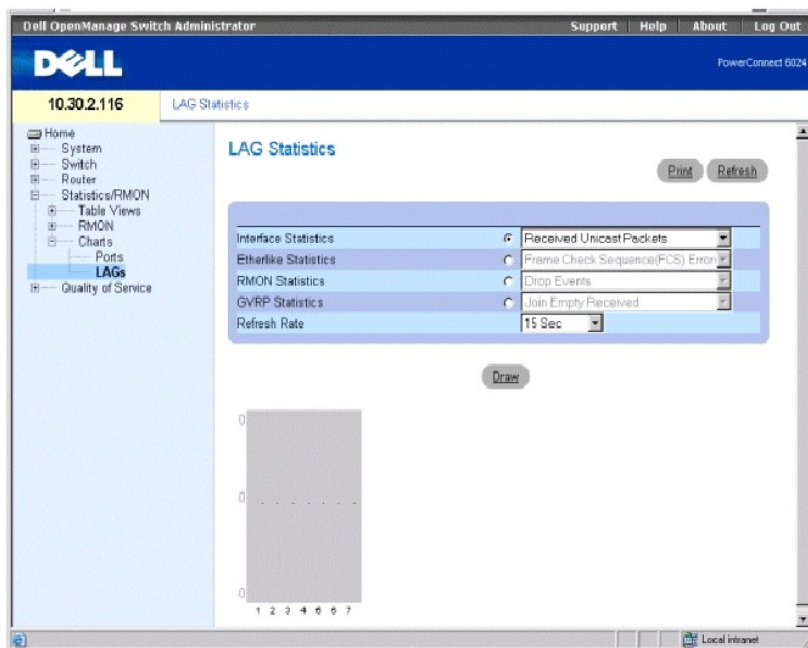 Dell OpenManage Switch Administrator Support Help About Log Out
DELL
PowerConnect 6024
10.30.2.116 LAG Statistics
Home
System
Switch
Router
Statistics/RMON
Table Views
RMON
Charts
Ports
LAGs
Quality of Service
LAG Statistics
Print Refresh
Interface Statistics Received Unicast Packets
Etherlike Statistics Frame Check Sequence(FCS) Errors
RMON Statistics Drop Events
GVRP Statistics Join Empty Received
Refresh Rate 15 Sec
Draw
0
0
0
1 2 3 4 5 6 7
Local intranet